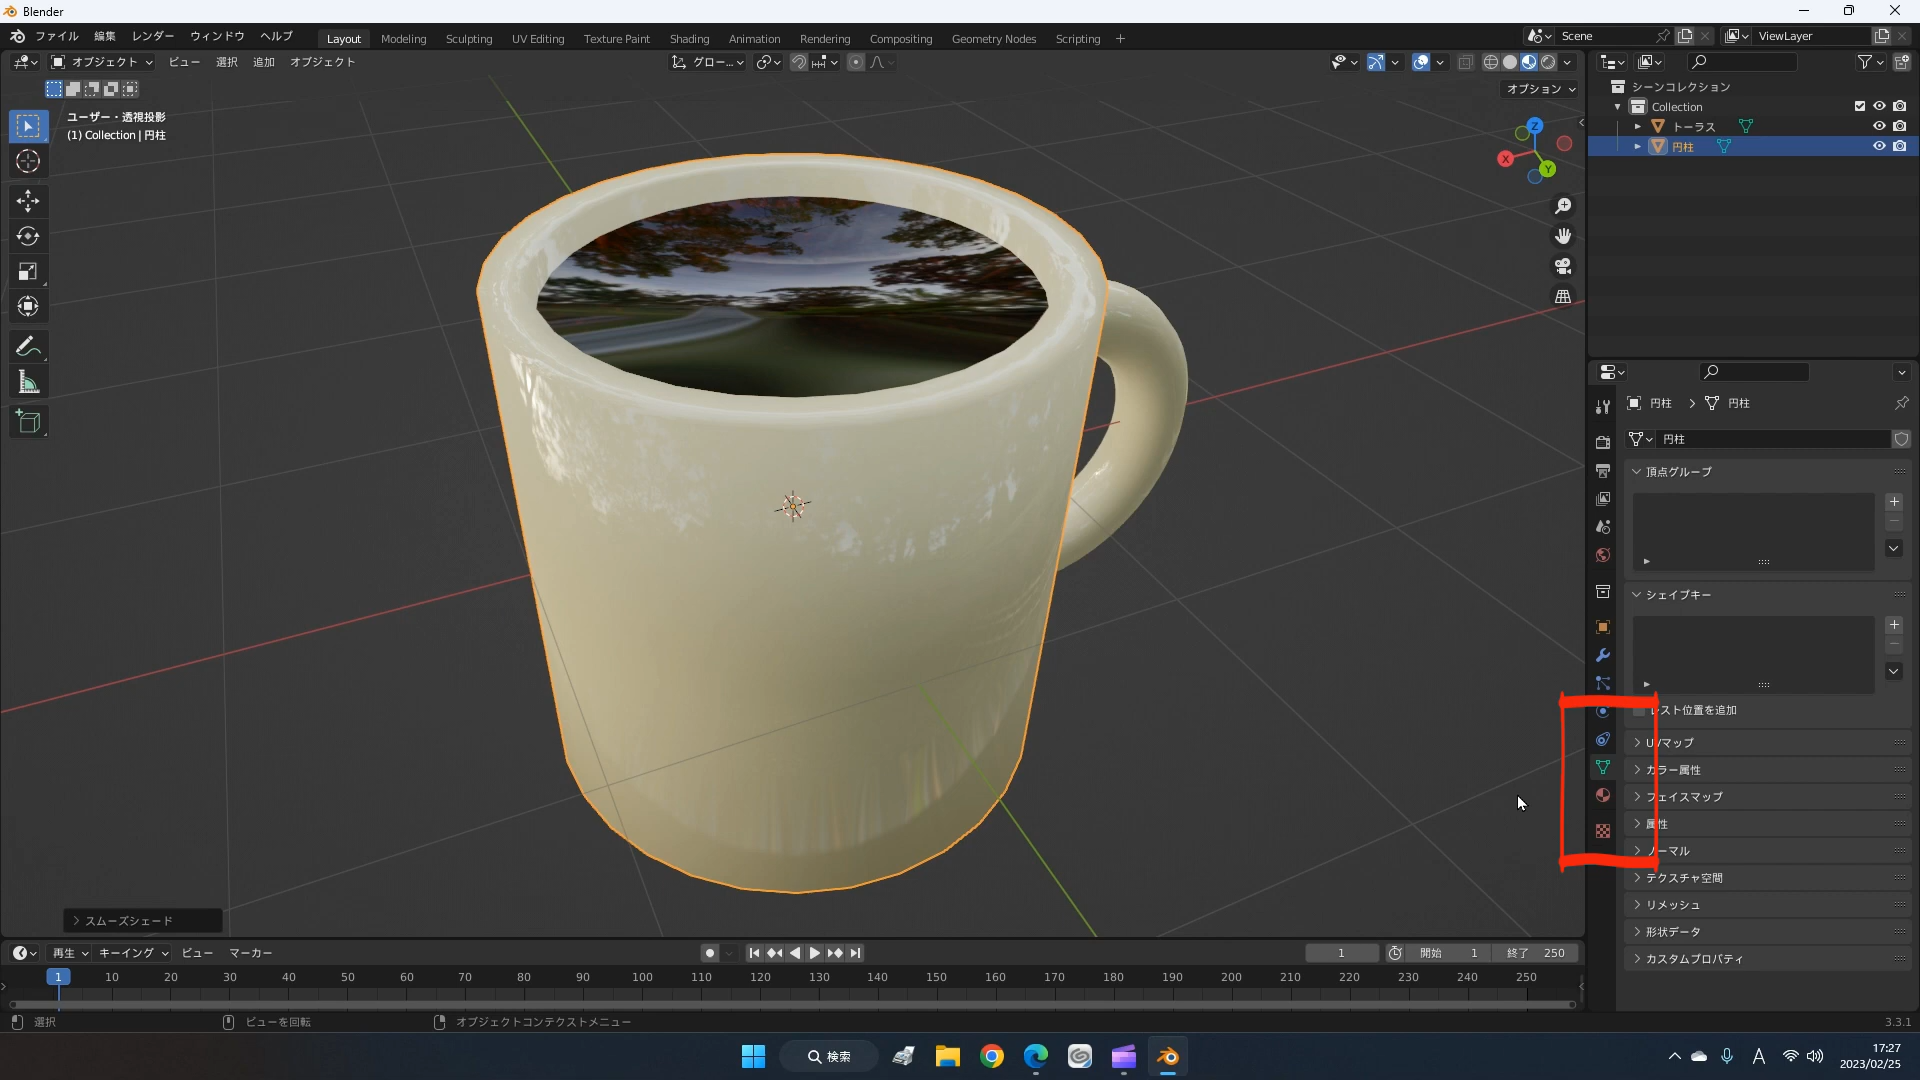 Blender
ファイル 編集 レンダー ウィンドウ ヘルプ Layout Modeling Sculpting UV Editing Texture Paint Shading Animation Rendering Compositing Geometry Nodes Scripting + Scene ViewLayer
オブジェクト ビュー 選択 追加 オブジェクト グロー...
オプション
ユーザー・透視投影
(1) Collection | 円柱
Z
X
Y
シーンコレクション
Collection
トーラス
円柱
円柱 > 円柱
円柱
頂点グループ
シェイプキー
レスト位置を追加
UVマップ
カラー属性
フェイスマップ
属性
ノーマル
テクスチャ空間
リメッシュ
形状データ
カスタムプロパティ
スムーズシェード
再生 キーイング ビュー マーカー 1 開始 1 終了 250
1 10 20 30 40 50 60 70 80 90 100 110 120 130 140 150 160 170 180 190 200 210 220 230 240 250
選択 ビューを回転 オブジェクトコンテクストメニュー 3.3.1
検索 A 17:27
2023/02/25